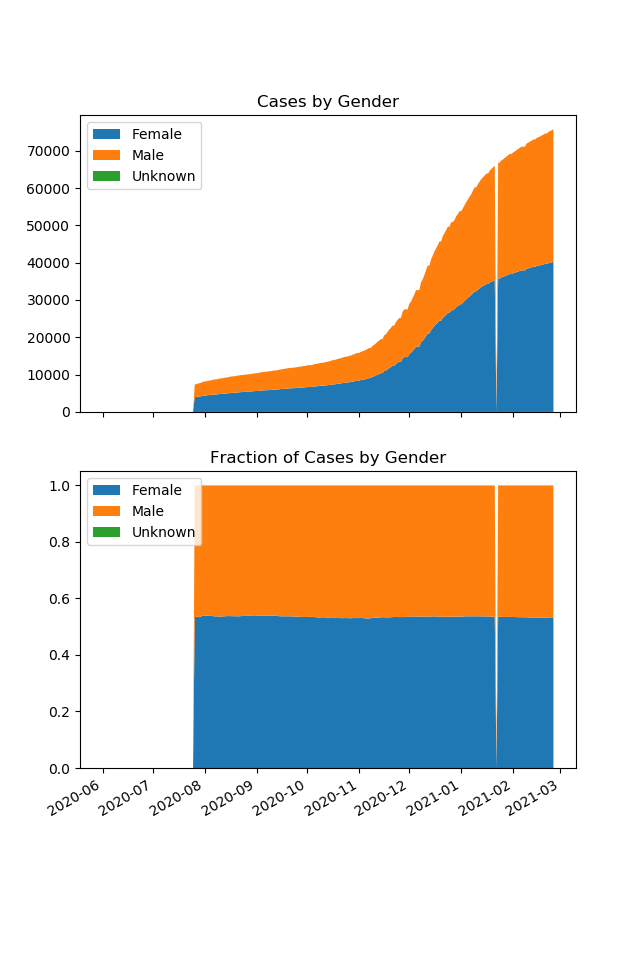 Cases by Gender
Female
Male
Unknown
70000
60000
50000
40000
30000
20000
10000
0
Fraction of Cases by Gender
Female
Male
Unknown
1.0
0.8
0.6
0.4
0.2
0.0
2020-06 2020-07 2020-08 2020-09 2020-10 2020-11 2020-12 2021-01 2021-02 2021-03